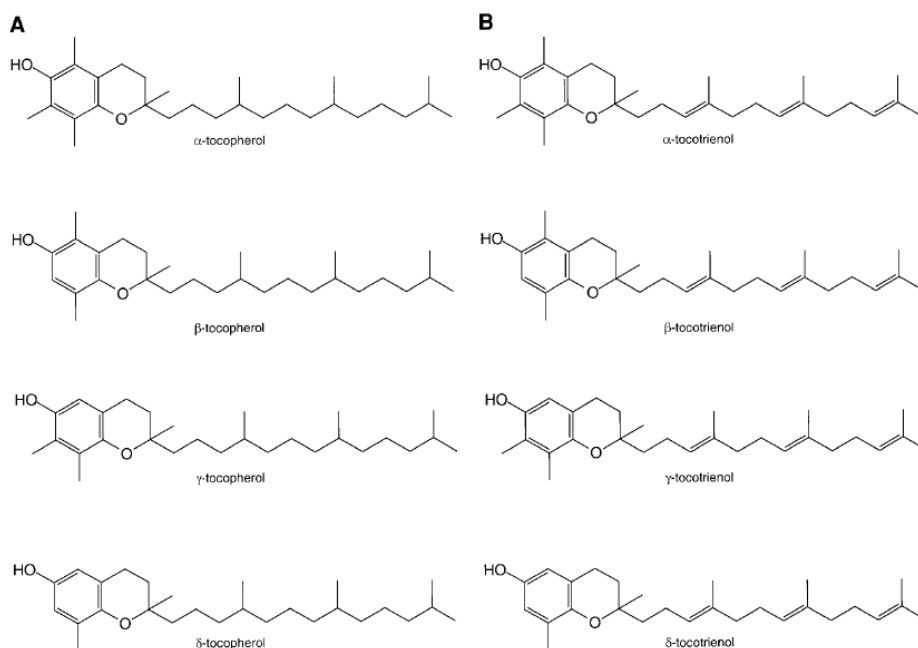 A
B
HO
O
α-tocopherol
HO
O
α-tocotrienol
HO
O
β-tocopherol
HO
O
β-tocotrienol
HO
O
γ-tocopherol
HO
O
γ-tocotrienol
HO
O
δ-tocopherol
HO
O
δ-tocotrienol